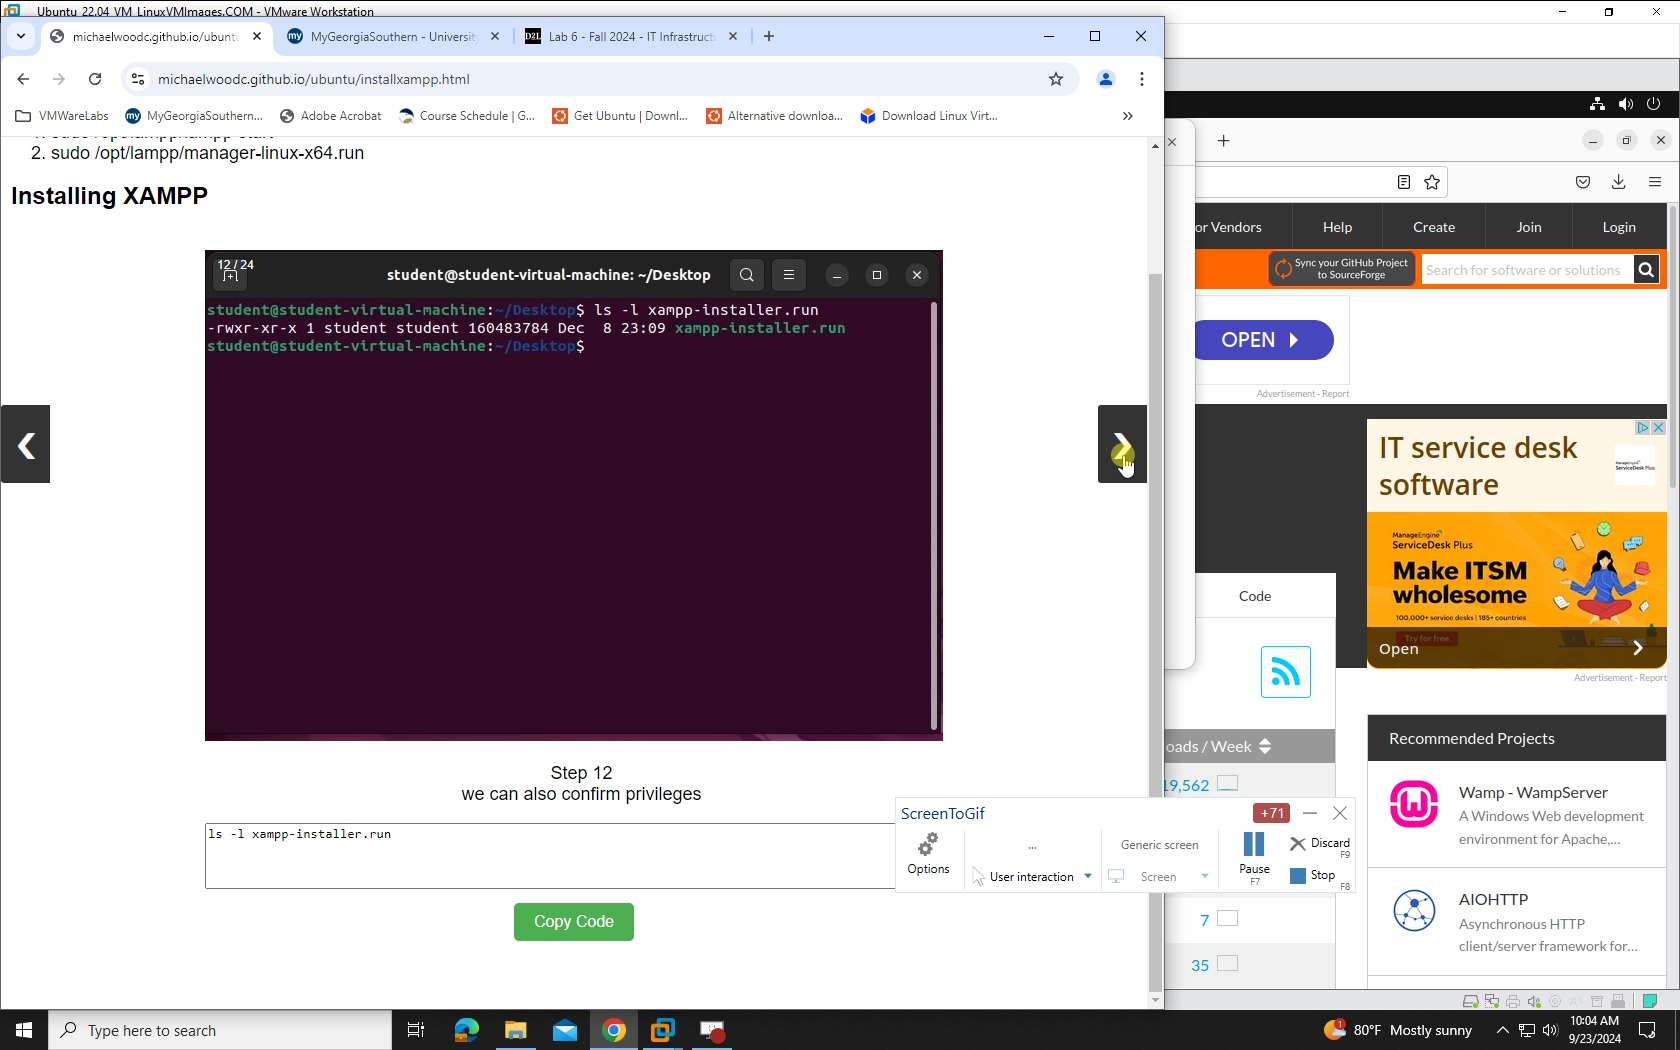 Ubuntu 22.04 VM LinuxVMImages.COM - VMware Workstation
michaelwoodc.github.io/ubuntu
MyGeorgiaSouthern - University
D2L
Lab 6 - Fall 2024 - IT Infrastruct
michaelwoodc.github.io/ubuntu/installxampp.html
VMWareLabs
my
MyGeorgiaSouthern...
Adobe Acrobat
Course Schedule | G...
Get Ubuntu | Downl...
Alternative downloa...
Download Linux Virt...
2. sudo /opt/lampp/manager-linux-x64.run
Installing XAMPP
12 / 24
student@student-virtual-machine: ~/Desktop
student@student-virtual-machine:~/Desktop$ ls -l xampp-installer.run
-rwxr-xr-x 1 student student 160483784 Dec  8 23:09 xampp-installer.run
student@student-virtual-machine:~/Desktop$
Step 12
we can also confirm privileges
ls -l xampp-installer.run
Copy Code
or Vendors
Help
Create
Join
Login
Sync your GitHub Project
to SourceForge
Search for software or solutions
OPEN
Advertisement - Report
IT service desk
software
ManageEngine
ServiceDesk Plus
Make ITSM
wholesome
100,000+ service desks | 185+ countries
Try for free
Open
Advertisement - Report
Code
oads / Week
19,562
7
35
Recommended Projects
Wamp - WampServer
A Windows Web development
environment for Apache,...
AIOHTTP
Asynchronous HTTP
client/server framework for...
ScreenToGif
+71
Options
...
User interaction
Generic screen
Screen
Pause
F7
Discard
F9
Stop
F8
Type here to search
1
80°F Mostly sunny
10:04 AM
9/23/2024